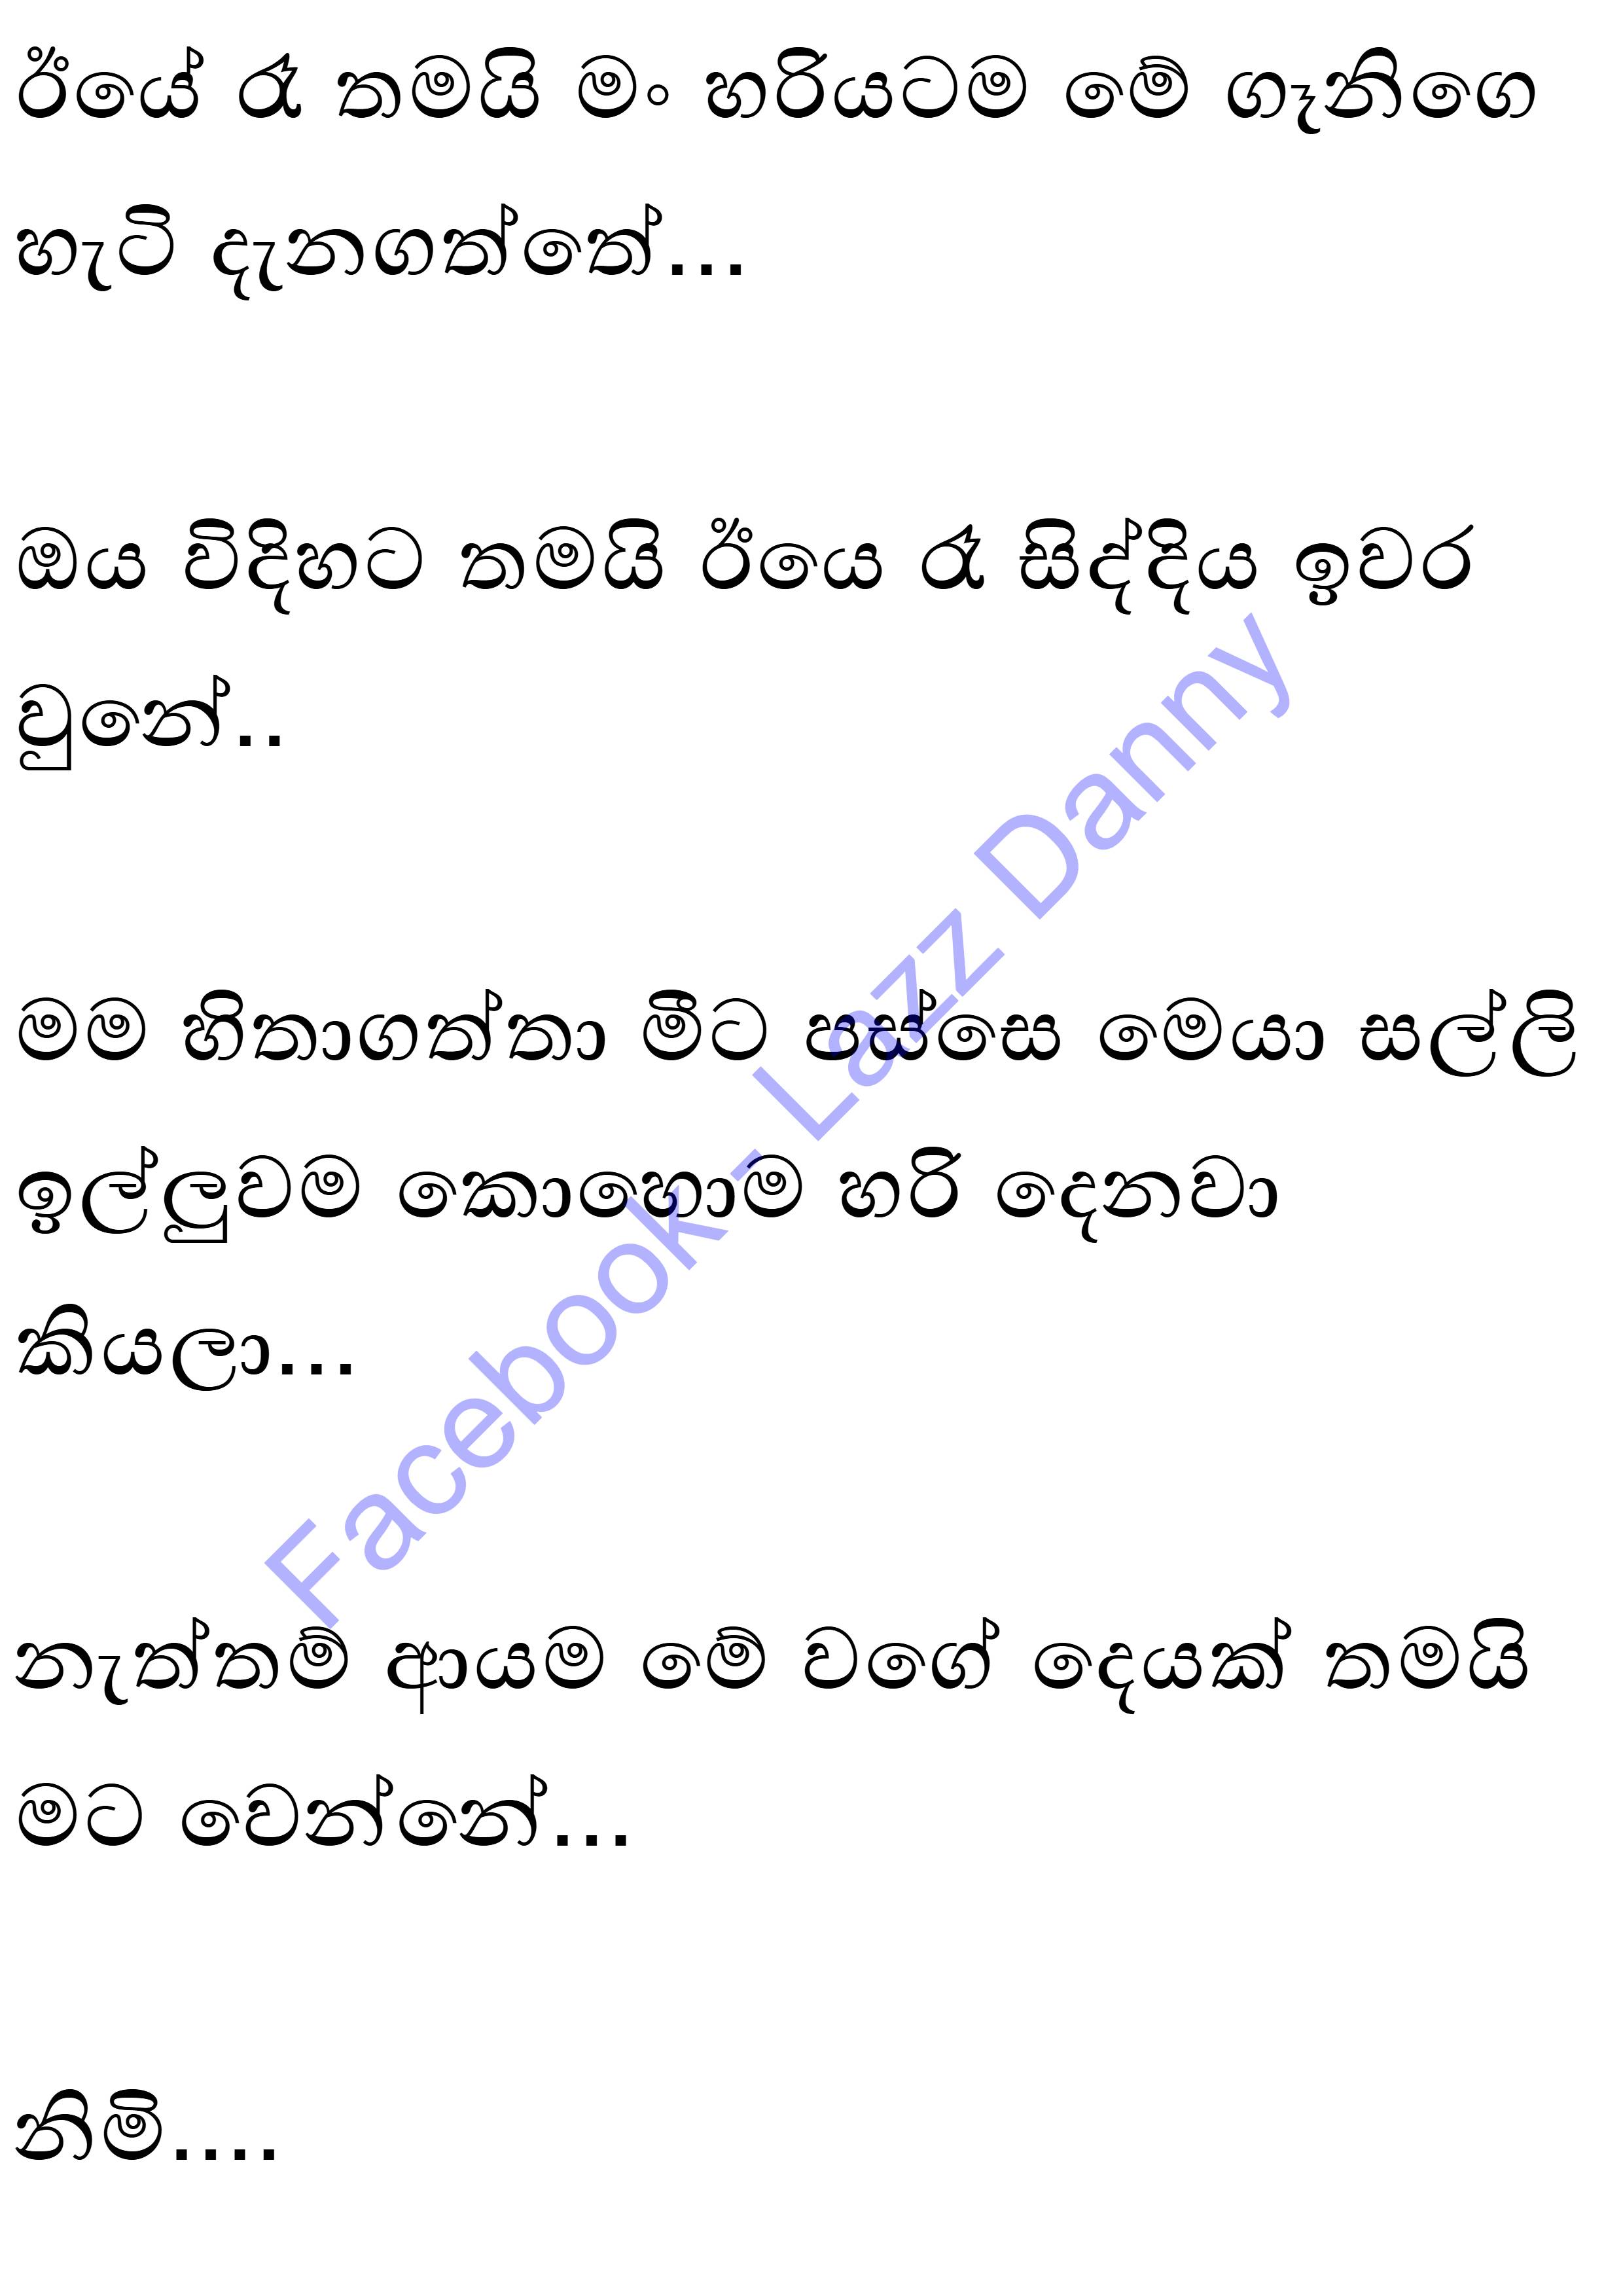 ඊයේ රෑ තමයි මං හරියටම මේ ගෑනිගෙ
හැටි දැනගත්තේ...
ඔය විදිහට තමයි ඊයෙ රෑ සිද්දිය ඉවර
වුනේ..
මම හිතාගත්තා මීට පස්සෙ මෙයා සල්ලි
ඉල්ලුවම කොහොම හරි දෙනවා
කියලා...
නැත්තම් ආයම මේ වගේ දෙයක් තමයි
මට වෙන්නේ...
නිම්....
Facebook - Lazz Danny